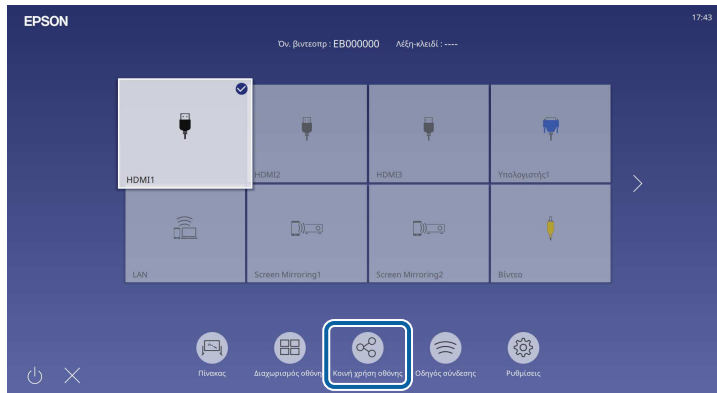 EPSON
17:43
Όν. βιντεοπρ : EB000000 Λέξη-κλειδί : ----
HDMI1
HDMI2
HDMI3
Υπολογιστής1
LAN
Screen Mirroring1
Screen Mirroring2
Βίντεο
Πίνακας
Διαχωρισμός οθόνης
Κοινή χρήση οθόνης
Οδηγός σύνδεσης
Ρυθμίσεις